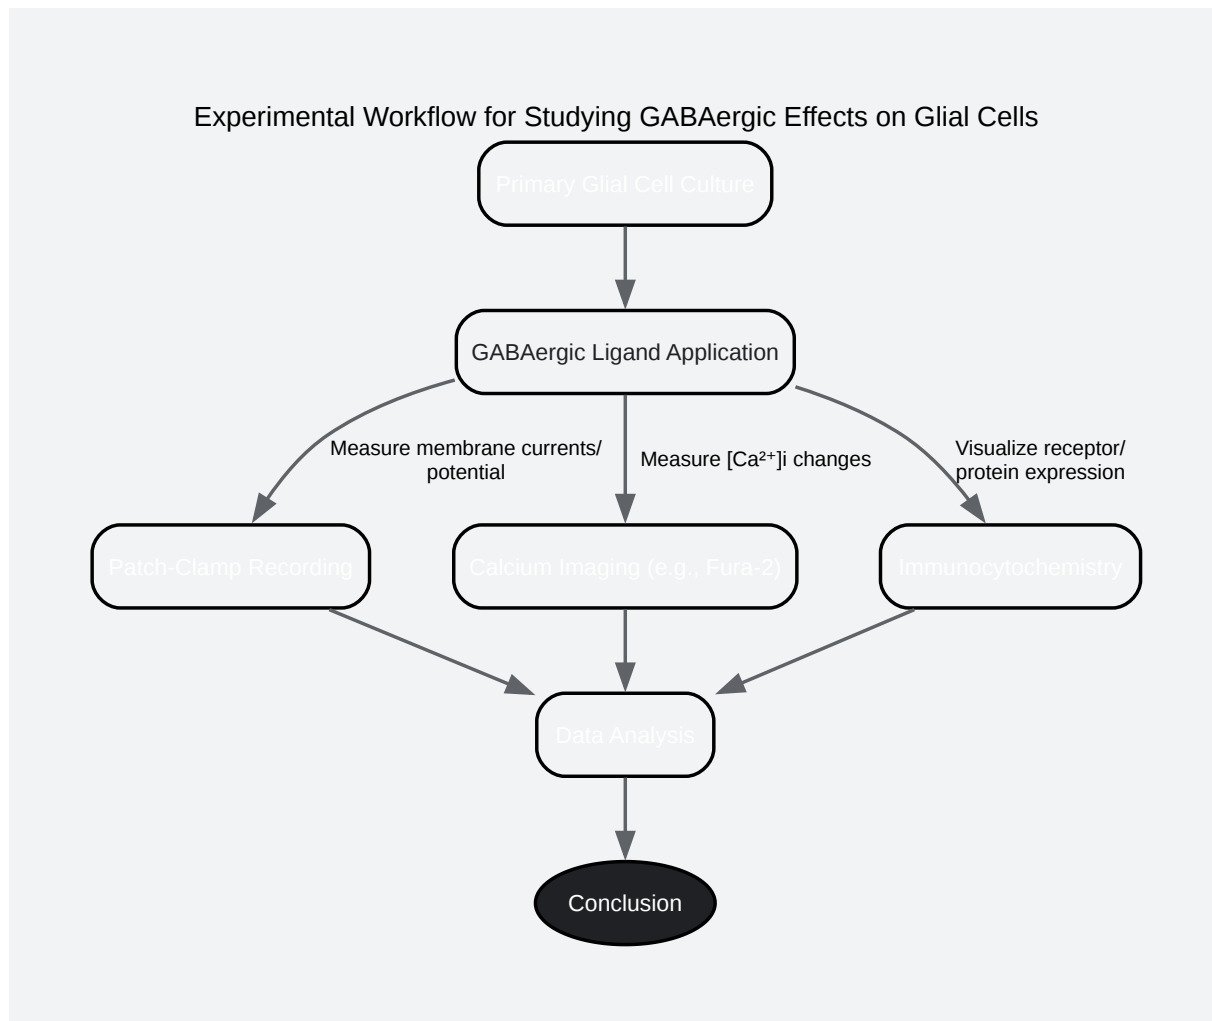 Experimental Workflow for Studying GABAergic Effects on Glial Cells
Primary Glial Cell Culture
GABAergic Ligand Application
Measure membrane currents/
potential
Measure [Ca²⁺]i changes
Visualize receptor/
protein expression
Patch-Clamp Recording
Calcium Imaging (e.g., Fura-2)
Immunocytochemistry
Data Analysis
Conclusion